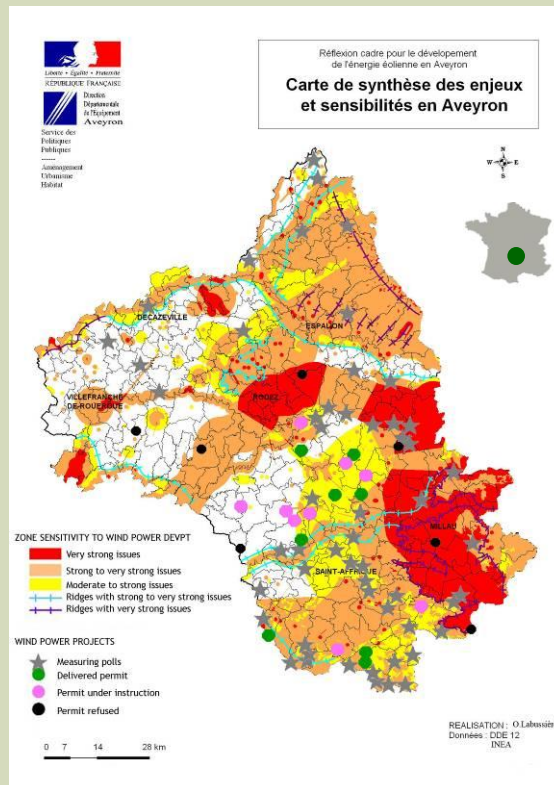 Réflexion cadre pour le dévelopement
de l'énergie éolienne en Aveyron
Carte de synthèse des enjeux
et sensibilités en Aveyron
Liberté • Égalité • Fraternité
RÉPUBLIQUE FRANÇAISE
Direction
Départementale
de l'Equipement
Aveyron
Service des
Politiques
Publiques
Aménagement
Urbanisme
Habitat
N
W E
S
DECAZEVILLE
ESPALION
VILLEFRANCHE
DE-ROUERGUE
RODEZ
MILLAU
SAINT-AFFRIQUE
ZONE SENSITIVITY TO WIND POWER DEVPT
Very strong issues
Strong to very strong issues
Moderate to strong issues
Ridges with strong to very strong issues
Ridges with very strong issues
WIND POWER PROJECTS
Measuring polls
Delivered permit
Permit under instruction
Permit refused
0 7 14 28 km
REALISATION : O.Labussière
Données : DDE 12
INEA